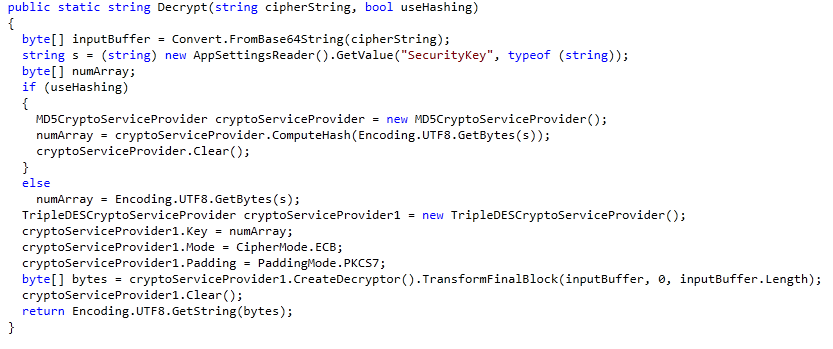 public static string Decrypt(string cipherString, bool useHashing)
{
  byte[] inputBuffer = Convert.FromBase64String(cipherString);
  string s = (string) new AppSettingsReader().GetValue("SecurityKey", typeof (string));
  byte[] numArray;
  if (useHashing)
  {
    MD5CryptoServiceProvider cryptoServiceProvider = new MD5CryptoServiceProvider();
    numArray = cryptoServiceProvider.ComputeHash(Encoding.UTF8.GetBytes(s));
    cryptoServiceProvider.Clear();
  }
  else
    numArray = Encoding.UTF8.GetBytes(s);
  TripleDESCryptoServiceProvider cryptoServiceProvider1 = new TripleDESCryptoServiceProvider();
  cryptoServiceProvider1.Key = numArray;
  cryptoServiceProvider1.Mode = CipherMode.ECB;
  cryptoServiceProvider1.Padding = PaddingMode.PKCS7;
  byte[] bytes = cryptoServiceProvider1.CreateDecryptor().TransformFinalBlock(inputBuffer, 0, inputBuffer.Length);
  cryptoServiceProvider1.Clear();
  return Encoding.UTF8.GetString(bytes);
}